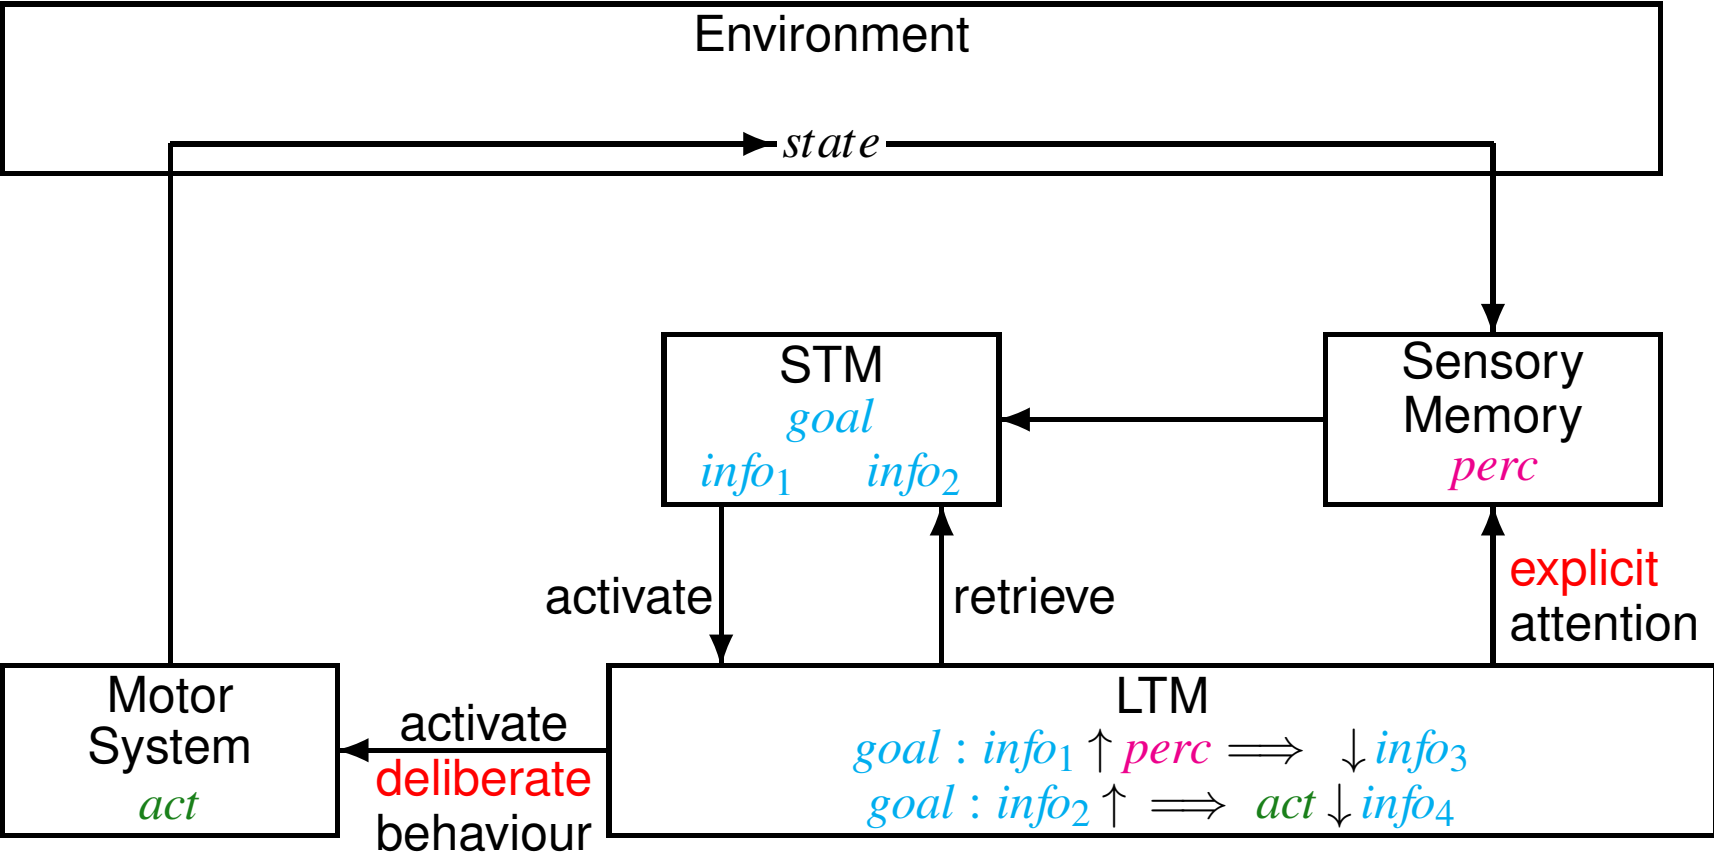 Environment
state
STM
goal
info₁ info₂
Sensory
Memory
perc
activate
retrieve
explicit
attention
Motor
System
act
activate
deliberate
behaviour
LTM
goal : info₁ ↑ perc ⟹ ↓ info₃
goal : info₂ ↑ ⟹ act ↓ info₄